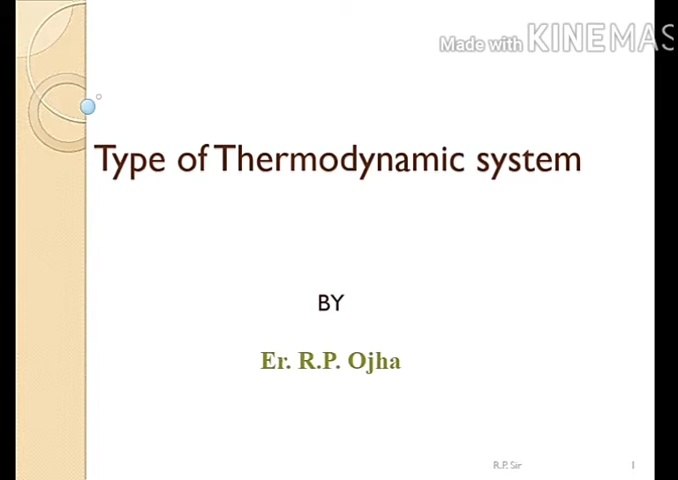 Made with KINEMAS
Type of Thermodynamic system
BY
Er. R.P. Ojha
R.P. Sir
1